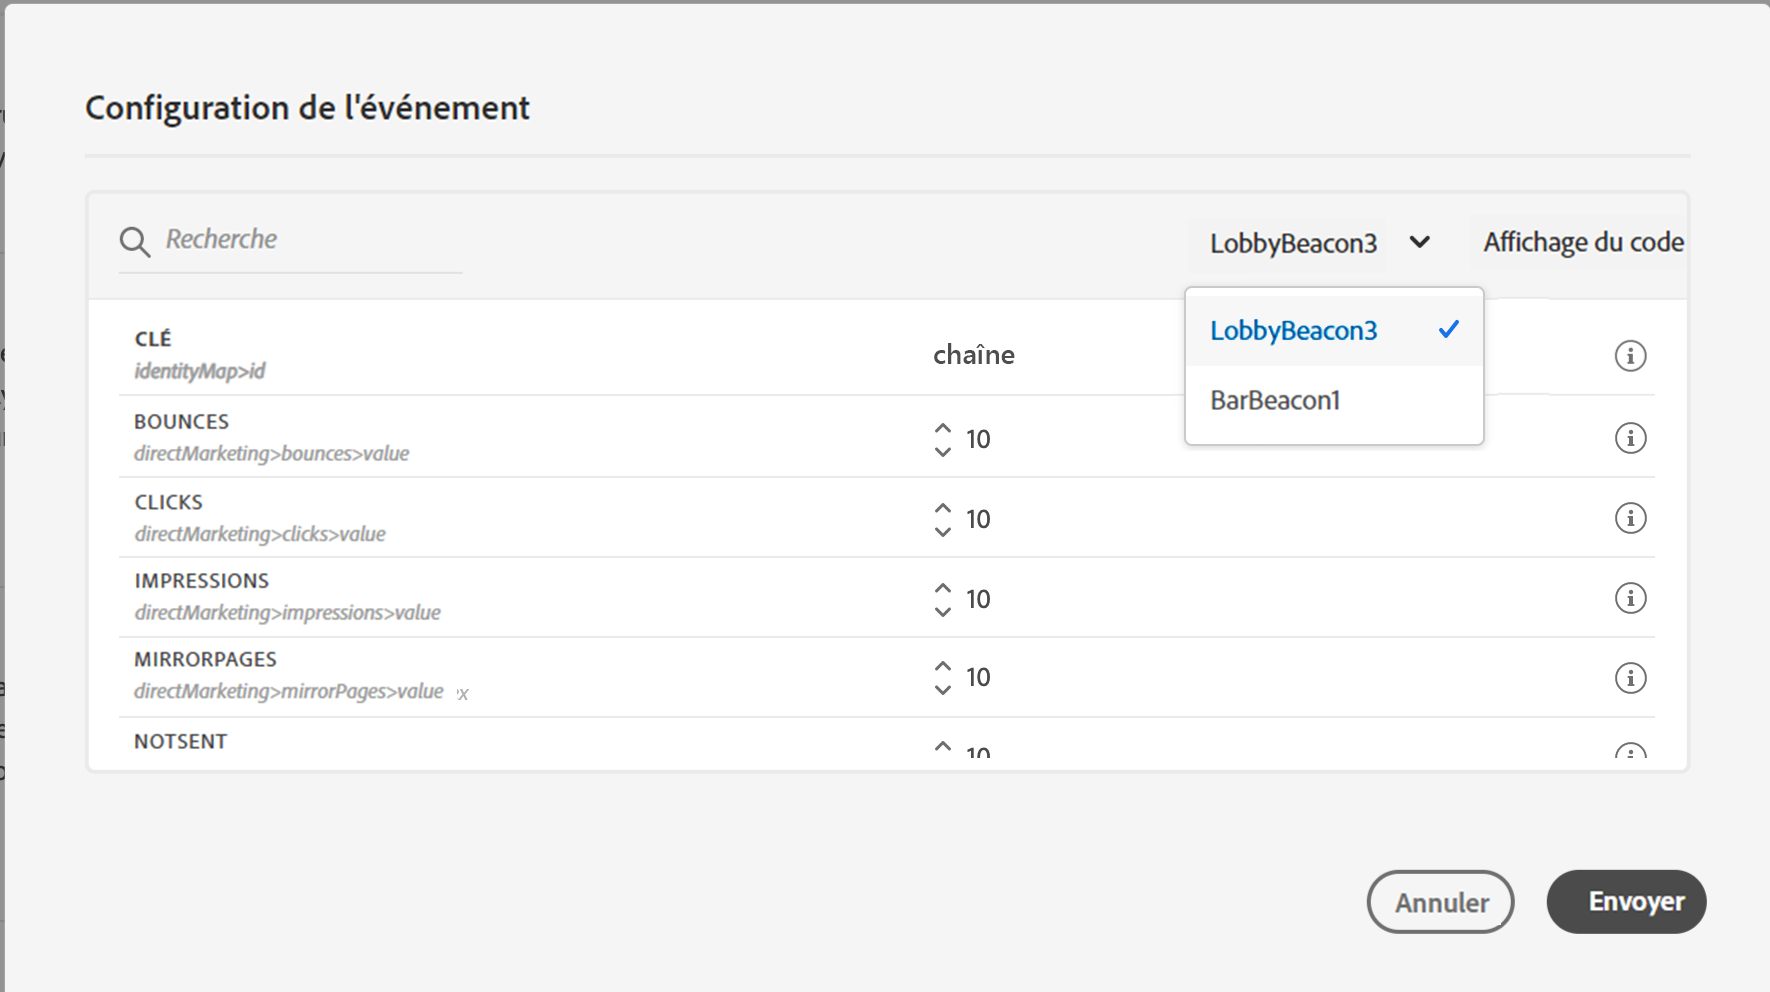 Configuration de l'événement
Recherche
LobbyBeacon3
Affichage du code
LobbyBeacon3
BarBeacon1
CLÉ
identityMap>id
chaîne
BOUNCES
directMarketing>bounces>value
10
CLICKS
directMarketing>clicks>value
10
IMPRESSIONS
directMarketing>impressions>value
10
MIRRORPAGES
directMarketing>mirrorPages>value
10
NOTSENT
10
Annuler
Envoyer